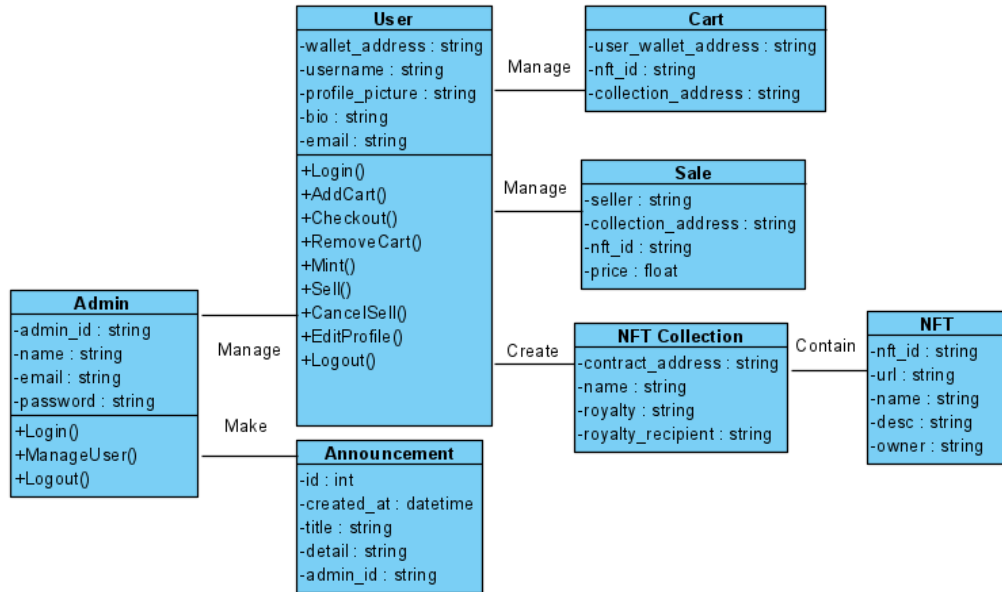 User
-wallet_address : string
-username : string
-profile_picture : string
-bio : string
-email : string
+Login()
+AddCart()
+Checkout()
+RemoveCart()
+Mint()
+Sell()
+CancelSell()
+EditProfile()
+Logout()
Manage
Cart
-user_wallet_address : string
-nft_id : string
-collection_address : string
Manage
Sale
-seller : string
-collection_address : string
-nft_id : string
-price : float
Admin
-admin_id : string
-name : string
-email : string
-password : string
+Login()
+ManageUser()
+Logout()
Manage
Make
Announcement
-id : int
-created_at : datetime
-title : string
-detail : string
-admin_id : string
Create
NFT Collection
-contract_address : string
-name : string
-royalty : string
-royalty_recipient : string
Contain
NFT
-nft_id : string
-url : string
-name : string
-desc : string
-owner : string